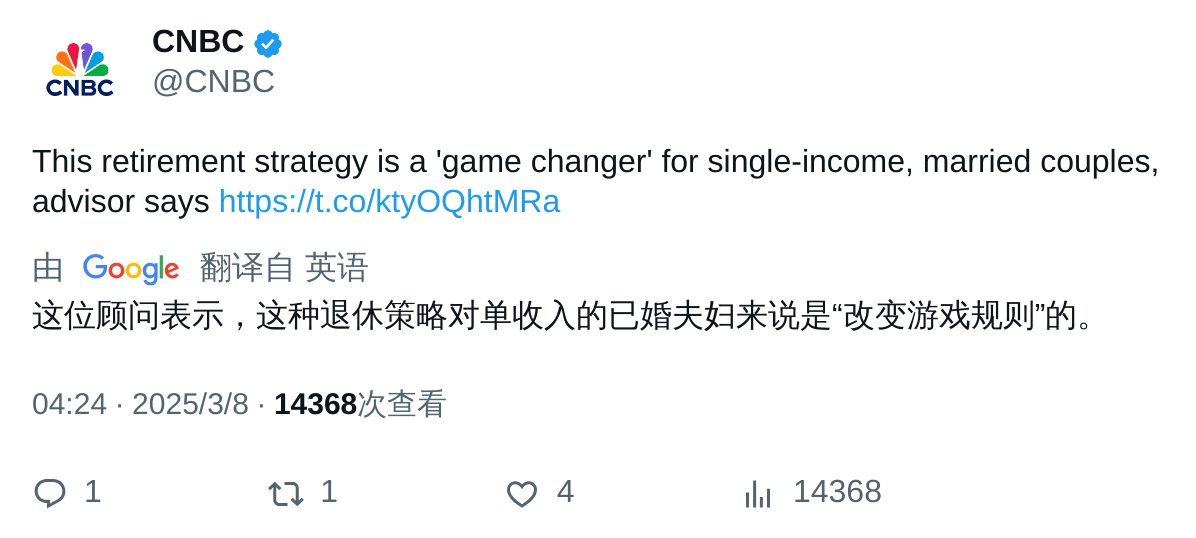 CNBC
CNBC
@CNBC
This retirement strategy is a 'game changer' for single-income, married couples,
advisor says https://t.co/ktyOQhtMRa
由 Google 翻译自 英语
这位顾问表示，这种退休策略对单收入的已婚夫妇来说是“改变游戏规则”的。
04:24 · 2025/3/8 · 14368次查看
1 1 4 14368